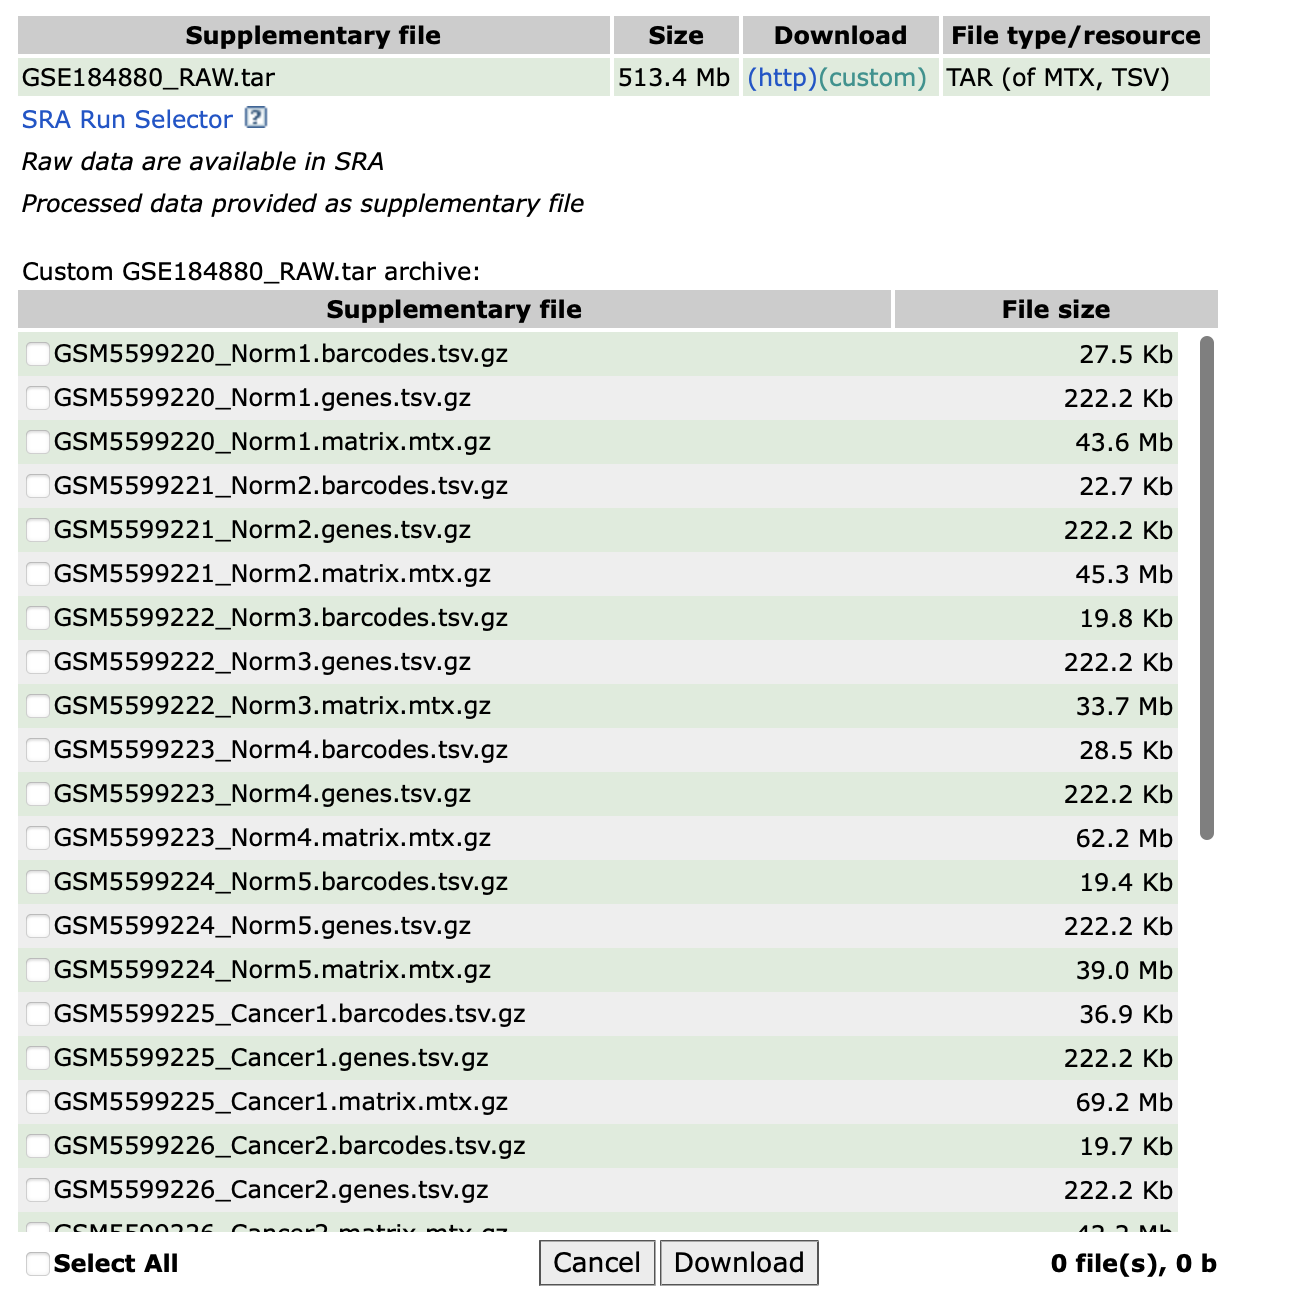 Supplementary file Size Download File type/resource
GSE184880_RAW.tar 513.4 Mb (http)(custom) TAR (of MTX, TSV)
SRA Run Selector ?
Raw data are available in SRA
Processed data provided as supplementary file
Custom GSE184880_RAW.tar archive:
Supplementary file File size
GSM5599220_Norm1.barcodes.tsv.gz 27.5 Kb
GSM5599220_Norm1.genes.tsv.gz 222.2 Kb
GSM5599220_Norm1.matrix.mtx.gz 43.6 Mb
GSM5599221_Norm2.barcodes.tsv.gz 22.7 Kb
GSM5599221_Norm2.genes.tsv.gz 222.2 Kb
GSM5599221_Norm2.matrix.mtx.gz 45.3 Mb
GSM5599222_Norm3.barcodes.tsv.gz 19.8 Kb
GSM5599222_Norm3.genes.tsv.gz 222.2 Kb
GSM5599222_Norm3.matrix.mtx.gz 33.7 Mb
GSM5599223_Norm4.barcodes.tsv.gz 28.5 Kb
GSM5599223_Norm4.genes.tsv.gz 222.2 Kb
GSM5599223_Norm4.matrix.mtx.gz 62.2 Mb
GSM5599224_Norm5.barcodes.tsv.gz 19.4 Kb
GSM5599224_Norm5.genes.tsv.gz 222.2 Kb
GSM5599224_Norm5.matrix.mtx.gz 39.0 Mb
GSM5599225_Cancer1.barcodes.tsv.gz 36.9 Kb
GSM5599225_Cancer1.genes.tsv.gz 222.2 Kb
GSM5599225_Cancer1.matrix.mtx.gz 69.2 Mb
GSM5599226_Cancer2.barcodes.tsv.gz 19.7 Kb
GSM5599226_Cancer2.genes.tsv.gz 222.2 Kb
GSM5599226_Cancer2.matrix.mtx.gz
Select All Cancel Download 0 file(s), 0 b